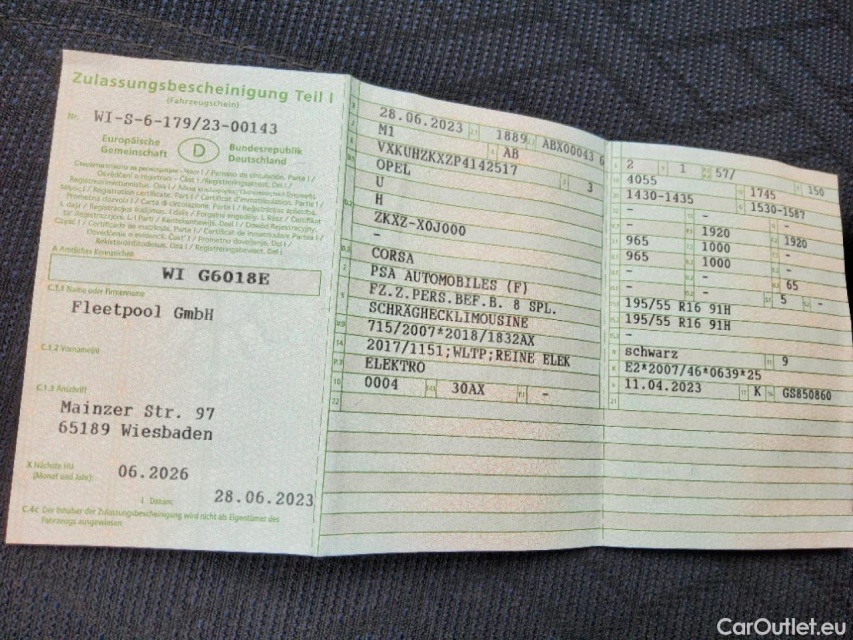 Zulassungsbescheinigung Teil I
(Fahrzeugschein)
Nr. WI-S-6-179/23-00143
Europäische Gemeinschaft
D
Bundesrepublik Deutschland
A Amtliches Kennzeichen
WI G6018E
C.1.1 Name oder Firmenname
Fleetpool GmbH
C.1.2 Vorname(n)
C.1.3 Anschrift
Mainzer Str. 97
65189 Wiesbaden
X Nächste HU
(Monat und Jahr)
06.2026
I Datum:
28.06.2023
C.4c Der Inhaber der Zulassungsbescheinigung wird nicht als Eigentümer des
Fahrzeugs ausgewiesen.
28.06.2023 1889 ABX00043 6
M1 AB
VXKUHZKXZP4142517 3
OPEL
U
H
ZKXZ-X0J000
-
CORSA
PSA AUTOMOBILES (F)
FZ.Z.PERS.BEF.B. 8 SPL.
SCHRÄGHECKLIMOUSINE
715/2007*2018/1832AX
2017/1151;WLTP;REINE ELEK
ELEKTRO
0004 30AX -
2 1 57/ 150
4055 1745
1430-1435 1530-1587
- - -
- 1920 1920
965 1000 -
965 1000 -
- - 65
- - 5 -
195/55 R16 91H
195/55 R16 91H
-
schwarz 9
E2*2007/46*0639*25
11.04.2023 K GS850860
CarOutlet.eu